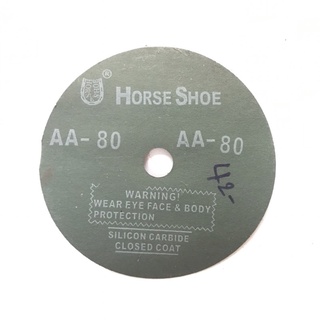 ® HORSE SHOE
AA-80 AA-80
WARNING!
WEAR EYE FACE & BODY
PROTECTION
SILICON CARBIDE
CLOSED COAT